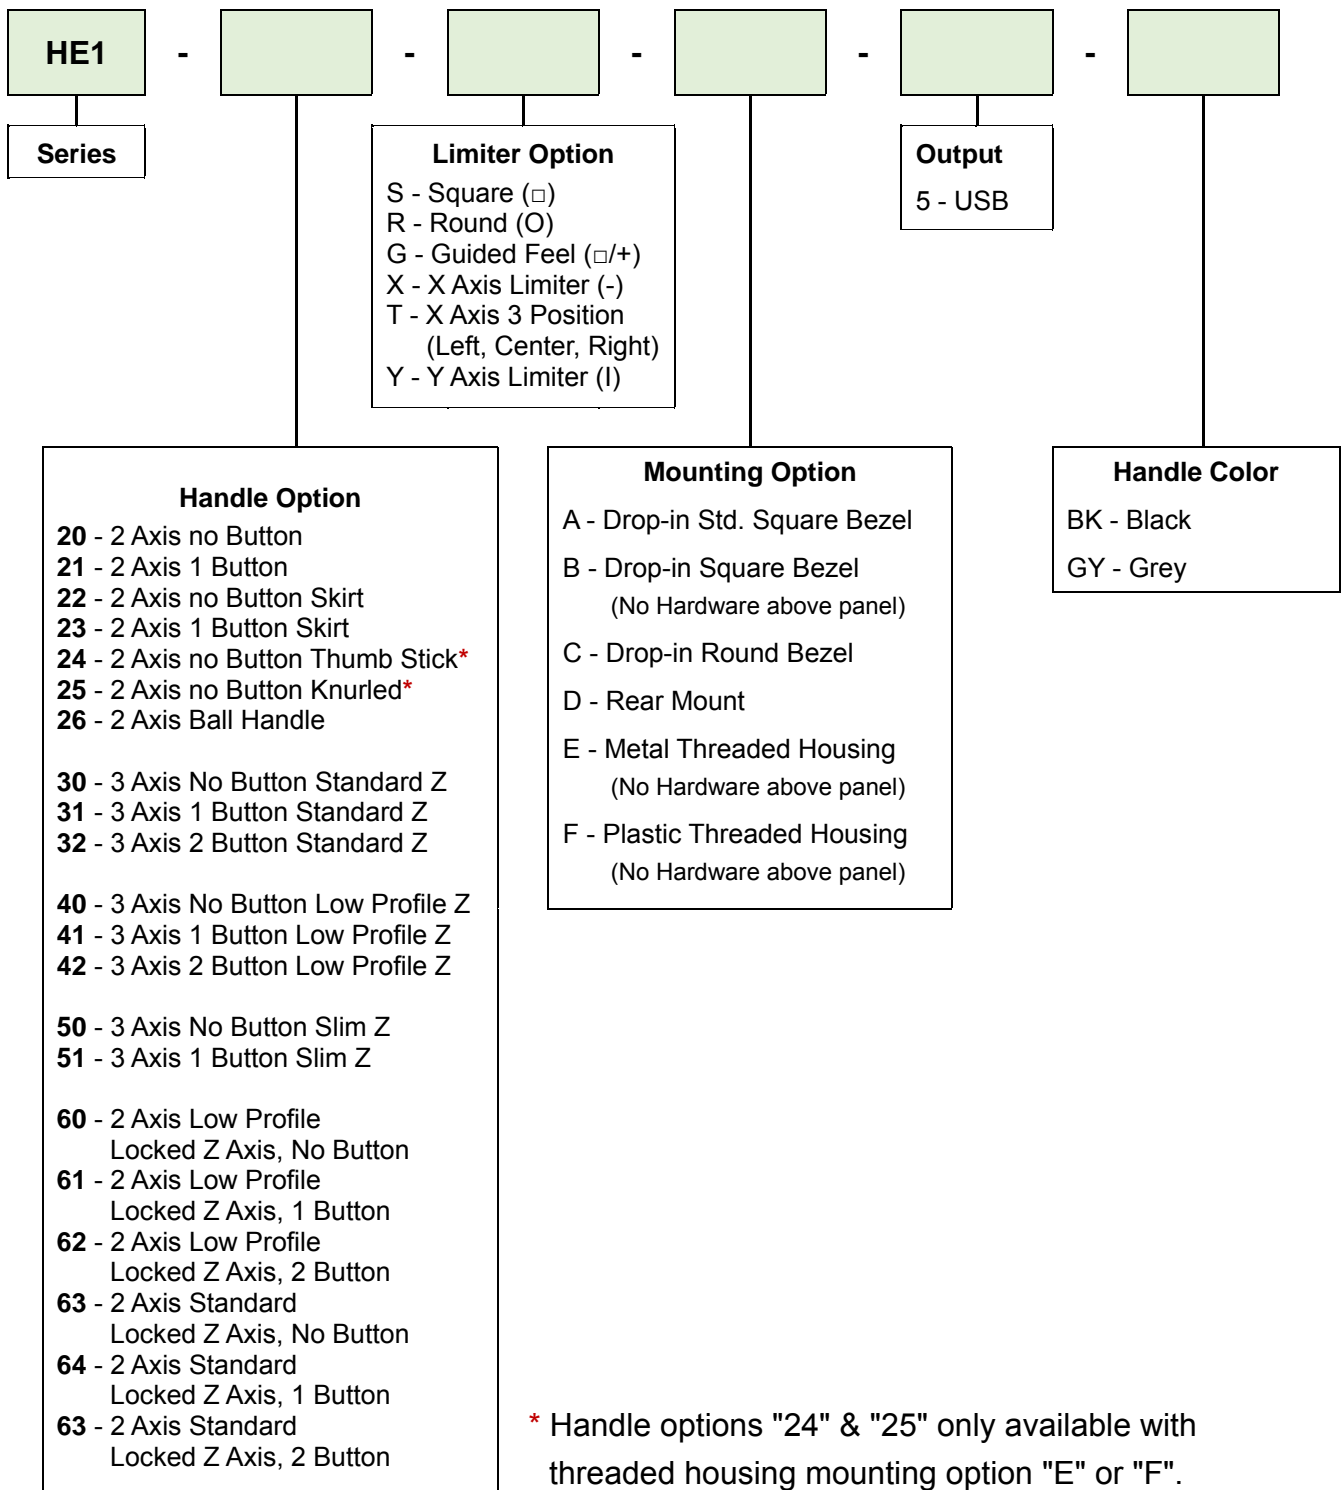 HE1 - - - - -
Series
Limiter Option
S - Square (□)
R - Round (O)
G - Guided Feel (□/+)
X - X Axis Limiter (-)
T - X Axis 3 Position
(Left, Center, Right)
Y - Y Axis Limiter (I)
Output
5 - USB
Handle Option
20 - 2 Axis no Button
21 - 2 Axis 1 Button
22 - 2 Axis no Button Skirt
23 - 2 Axis 1 Button Skirt
24 - 2 Axis no Button Thumb Stick*
25 - 2 Axis no Button Knurled*
26 - 2 Axis Ball Handle
30 - 3 Axis No Button Standard Z
31 - 3 Axis 1 Button Standard Z
32 - 3 Axis 2 Button Standard Z
40 - 3 Axis No Button Low Profile Z
41 - 3 Axis 1 Button Low Profile Z
42 - 3 Axis 2 Button Low Profile Z
50 - 3 Axis No Button Slim Z
51 - 3 Axis 1 Button Slim Z
60 - 2 Axis Low Profile
Locked Z Axis, No Button
61 - 2 Axis Low Profile
Locked Z Axis, 1 Button
62 - 2 Axis Low Profile
Locked Z Axis, 2 Button
63 - 2 Axis Standard
Locked Z Axis, No Button
64 - 2 Axis Standard
Locked Z Axis, 1 Button
63 - 2 Axis Standard
Locked Z Axis, 2 Button
Mounting Option
A - Drop-in Std. Square Bezel
B - Drop-in Square Bezel
(No Hardware above panel)
C - Drop-in Round Bezel
D - Rear Mount
E - Metal Threaded Housing
(No Hardware above panel)
F - Plastic Threaded Housing
(No Hardware above panel)
Handle Color
BK - Black
GY - Grey
* Handle options "24" & "25" only available with
threaded housing mounting option "E" or "F".